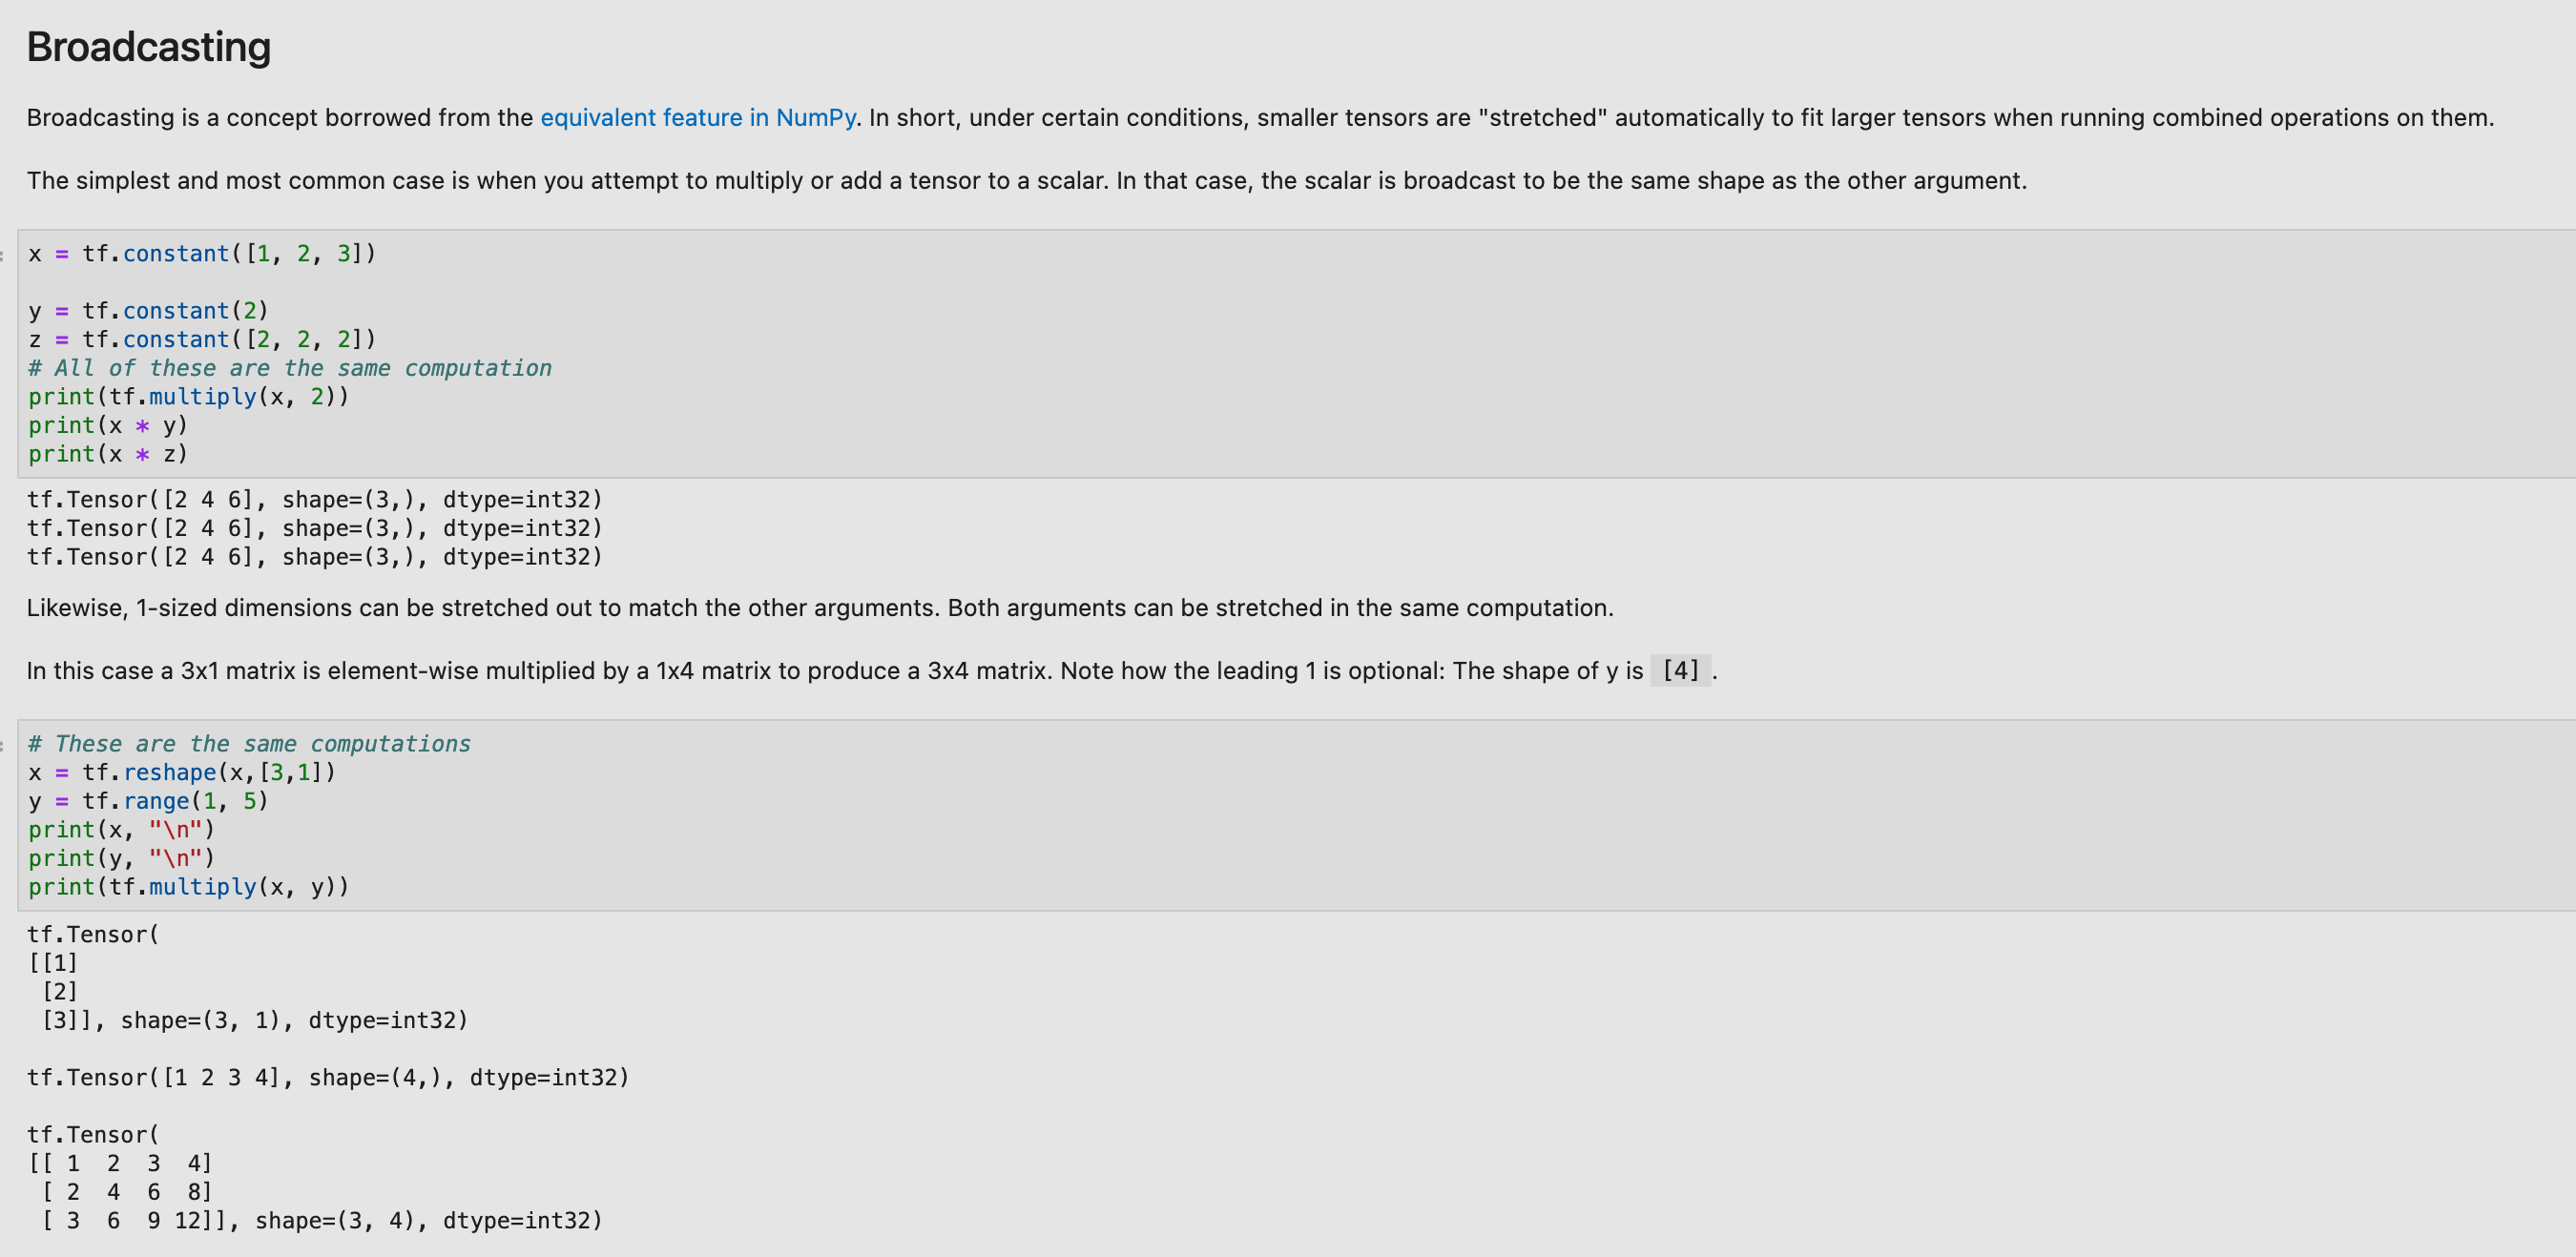 Broadcasting
Broadcasting is a concept borrowed from the equivalent feature in NumPy. In short, under certain conditions, smaller tensors are "stretched" automatically to fit larger tensors when running combined operations on them.
The simplest and most common case is when you attempt to multiply or add a tensor to a scalar. In that case, the scalar is broadcast to be the same shape as the other argument.
x = tf.constant([1, 2, 3])
y = tf.constant(2)
z = tf.constant([2, 2, 2])
# All of these are the same computation
print(tf.multiply(x, 2))
print(x * y)
print(x * z)
tf.Tensor([2 4 6], shape=(3,), dtype=int32)
tf.Tensor([2 4 6], shape=(3,), dtype=int32)
tf.Tensor([2 4 6], shape=(3,), dtype=int32)
Likewise, 1-sized dimensions can be stretched out to match the other arguments. Both arguments can be stretched in the same computation.
In this case a 3x1 matrix is element-wise multiplied by a 1x4 matrix to produce a 3x4 matrix. Note how the leading 1 is optional: The shape of y is [4] .
# These are the same computations
x = tf.reshape(x,[3,1])
y = tf.range(1, 5)
print(x, "\n")
print(y, "\n")
print(tf.multiply(x, y))
tf.Tensor(
[[1]
 [2]
 [3]], shape=(3, 1), dtype=int32)
tf.Tensor([1 2 3 4], shape=(4,), dtype=int32)
tf.Tensor(
[[ 1  2  3  4]
 [ 2  4  6  8]
 [ 3  6  9 12]], shape=(3, 4), dtype=int32)